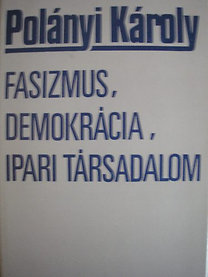 Polányi Károly
FASIZMUS,
DEMOKRÁCIA,
IPARI TÁRSADALOM